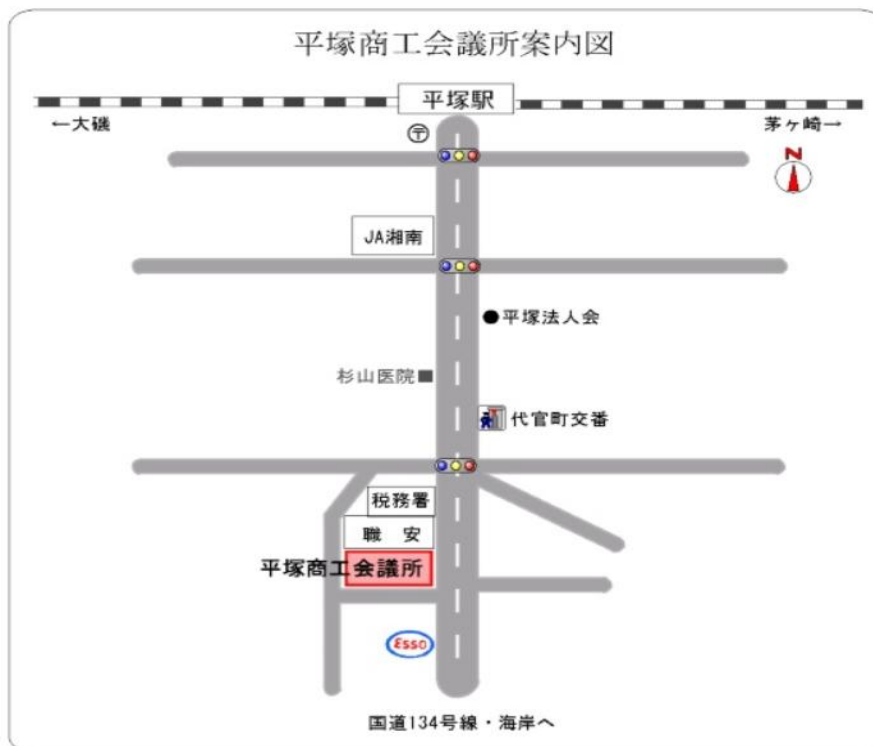 平塚商工会議所案内図
平塚駅
←大磯
〒
茅ヶ崎→
N
JA湘南
平塚法人会
杉山医院
代官町交番
税務署
職　安
平塚商工会議所
Esso
国道134号線・海岸へ